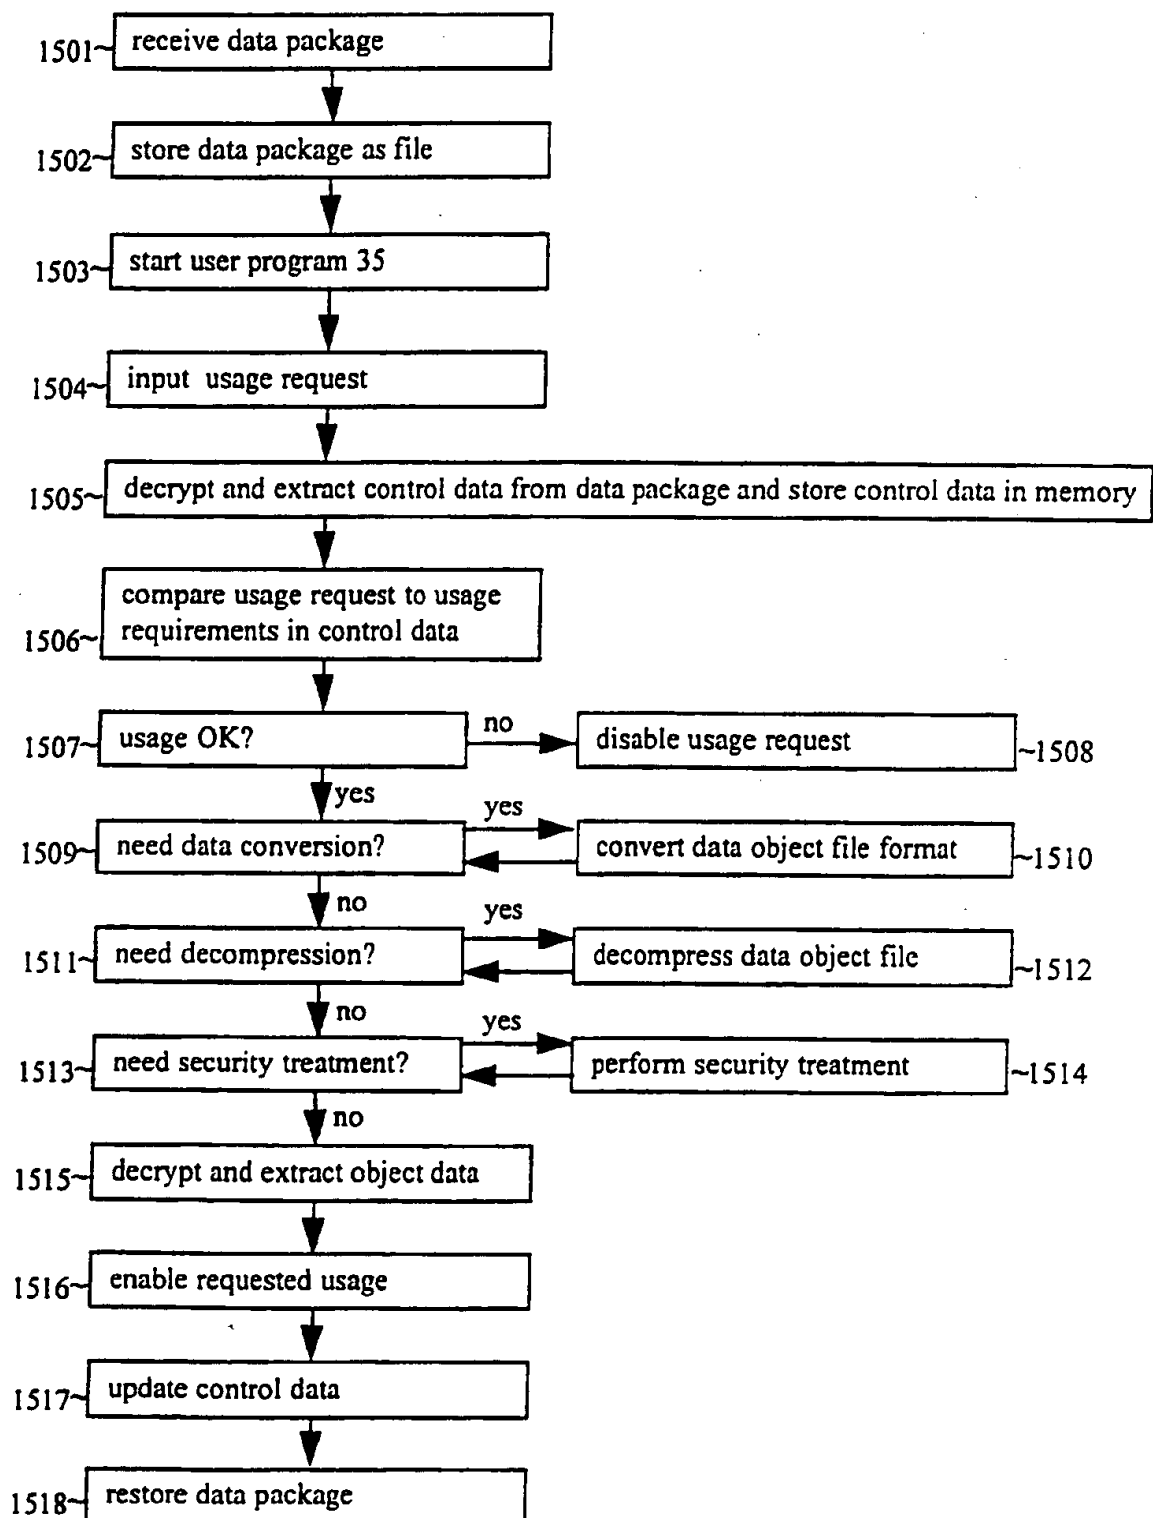 1501~ receive data package
1502~ store data package as file
1503~ start user program 35
1504~ input usage request
1505~ decrypt and extract control data from data package and store control data in memory
compare usage request to usage
1506~ requirements in control data
1507~ usage OK? no disable usage request ~1508
yes yes
1509~ need data conversion? convert data object file format ~1510
no yes
1511~ need decompression? decompress data object file ~1512
no yes
1513~ need security treatment? perform security treatment ~1514
no
1515~ decrypt and extract object data
1516~ enable requested usage
1517~ update control data
1518~ restore data package